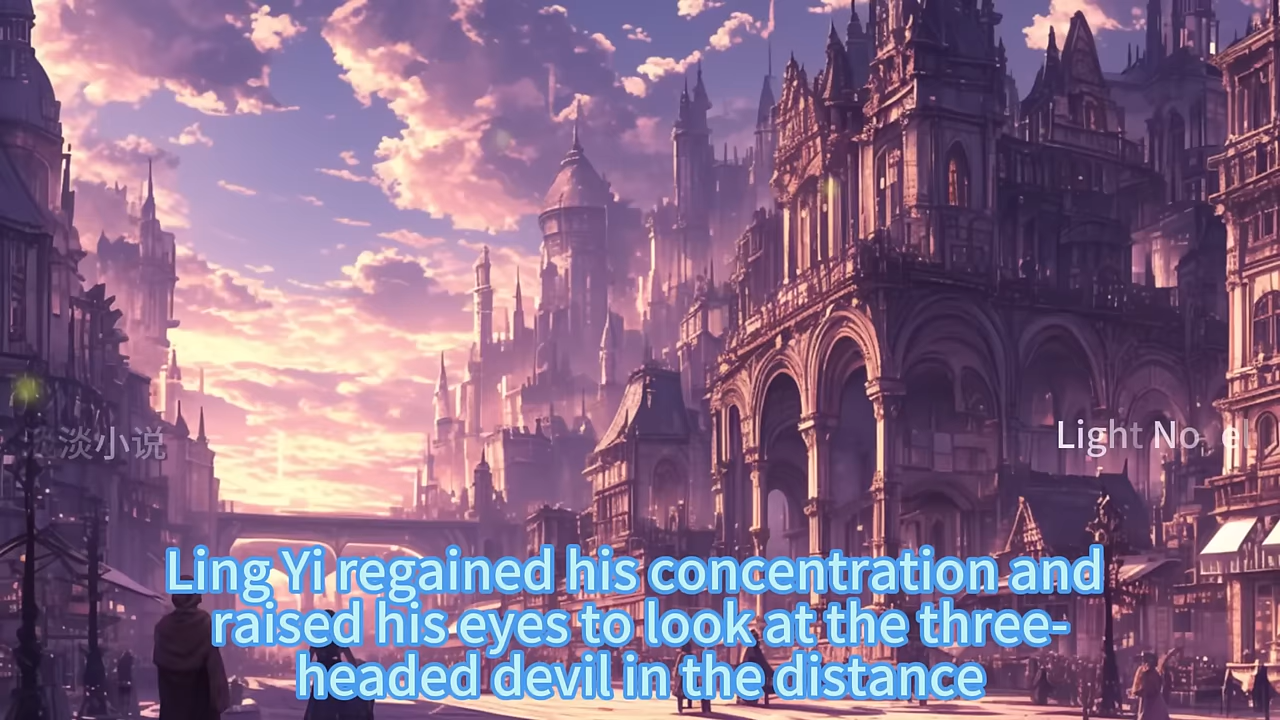 淡小说
Light No el
Ling Yi regained his concentration and
raised his eyes to look at the three-
headed devil in the distance